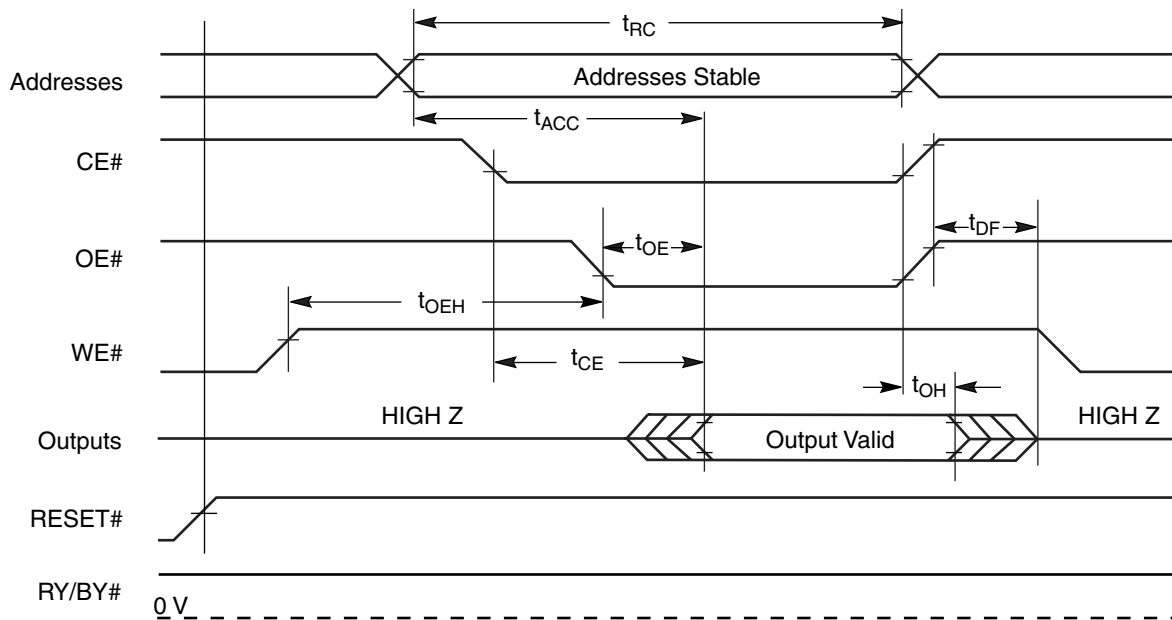 tRC
Addresses
Addresses Stable
tACC
CE#
tDF
OE#
tOE
tOEH
WE#
tCE
tOH
HIGH Z
HIGH Z
Outputs
Output Valid
RESET#
RY/BY#
0 V